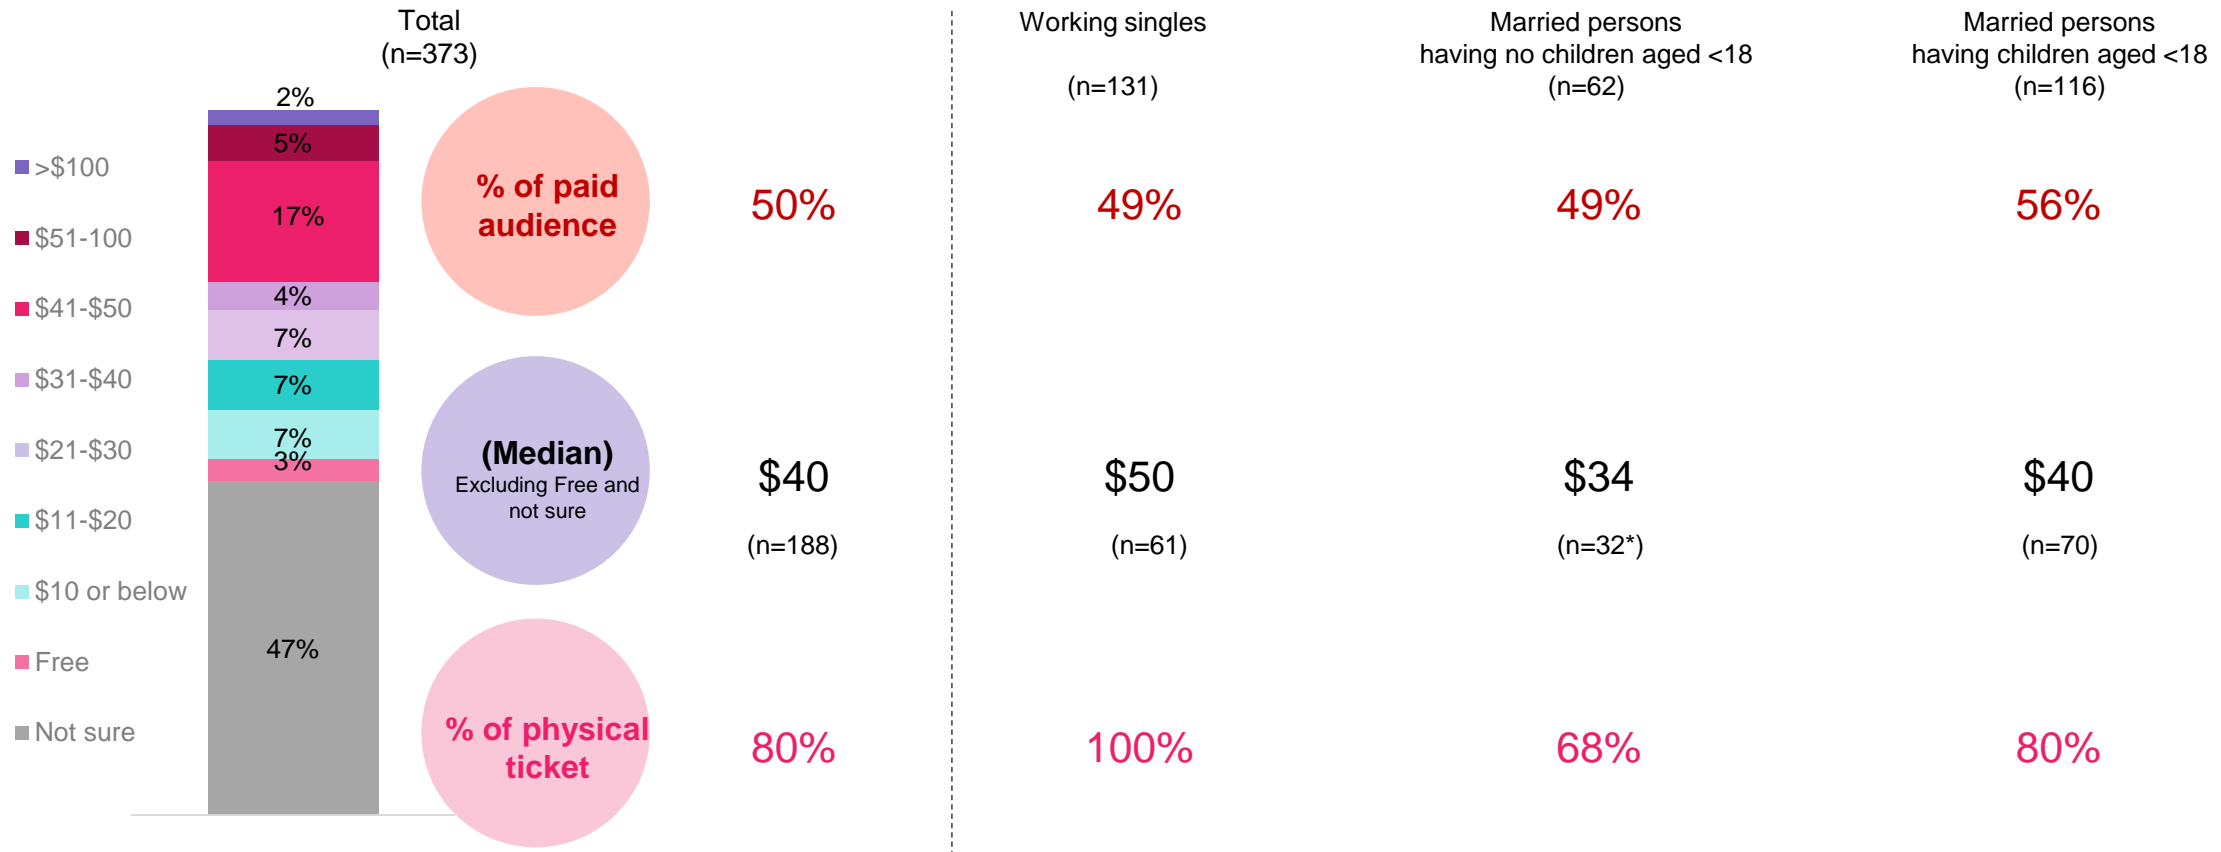 Total
(n=373)
2%
5%
17%
4%
7%
7%
7%
3%
47%
>$100
$51-100
$41-$50
$31-$40
$21-$30
$11-$20
$10 or below
Free
Not sure
% of paid
audience
50%
(Median)
Excluding Free and
not sure
$40
(n=188)
% of physical
ticket
80%
Working singles
(n=131)
49%
$50
(n=61)
100%
Married persons
having no children aged <18
(n=62)
49%
$34
(n=32*)
68%
Married persons
having children aged <18
(n=116)
56%
$40
(n=70)
80%